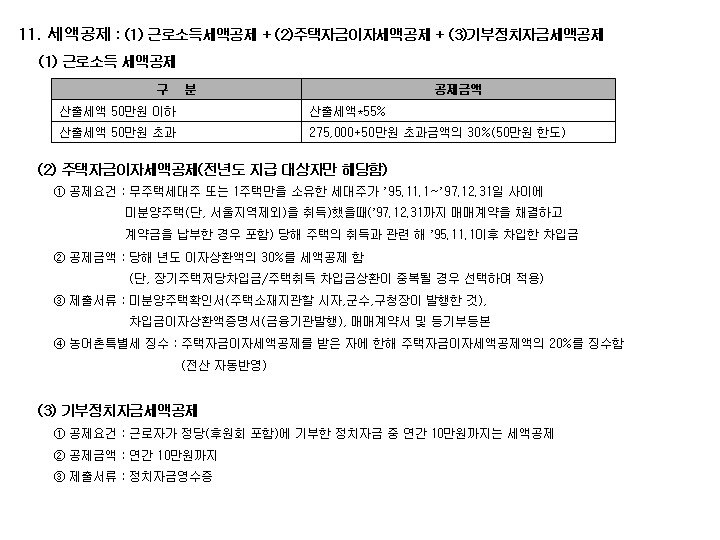 11. 세액공제 : (1) 근로소득세액공제 + (2)주택자금이자세액공제 + (3)기부정치자금세액공제
(1) 근로소득 세액공제
구 분 공제금액
산출세액 50만원 이하 산출세액*55%
산출세액 50만원 초과 275,000+50만원 초과금액의 30%(50만원 한도)
(2) 주택자금이자세액공제(전년도 지급 대상자만 해당함)
① 공제요건 : 무주택세대주 또는 1주택만을 소유한 세대주가 '95.11.1~'97.12.31일 사이에
미분양주택(단, 서울지역제외)을 취득)했을때('97.12.31까지 매매계약을 채결하고
계약금을 납부한 경우 포함) 당해 주택의 취득과 관련 해 '95.11.1이후 차입한 차입금
② 공제금액 : 당해 년도 이자상환액의 30%를 세액공제 함
(단, 장기주택저당차입금/주택취득 차입금상환이 중복될 경우 선택하여 적용)
③ 제출서류 : 미분양주택확인서(주택소재지관할 시자,군수,구청장이 발행한 것),
차입금이자상환액증명서(금융기관발행), 매매계약서 및 등기부등본
④ 농어촌특별세 징수 : 주택자금이자세액공제를 받은 자에 한해 주택자금이자세액공제액의 20%를 징수함
(전산 자동반영)
(3) 기부정치자금세액공제
① 공제요건 : 근로자가 정당(후원회 포함)에 기부한 정치자금 중 연간 10만원까지는 세액공제
② 공제금액 : 연간 10만원까지
③ 제출서류 : 정치자금영수증